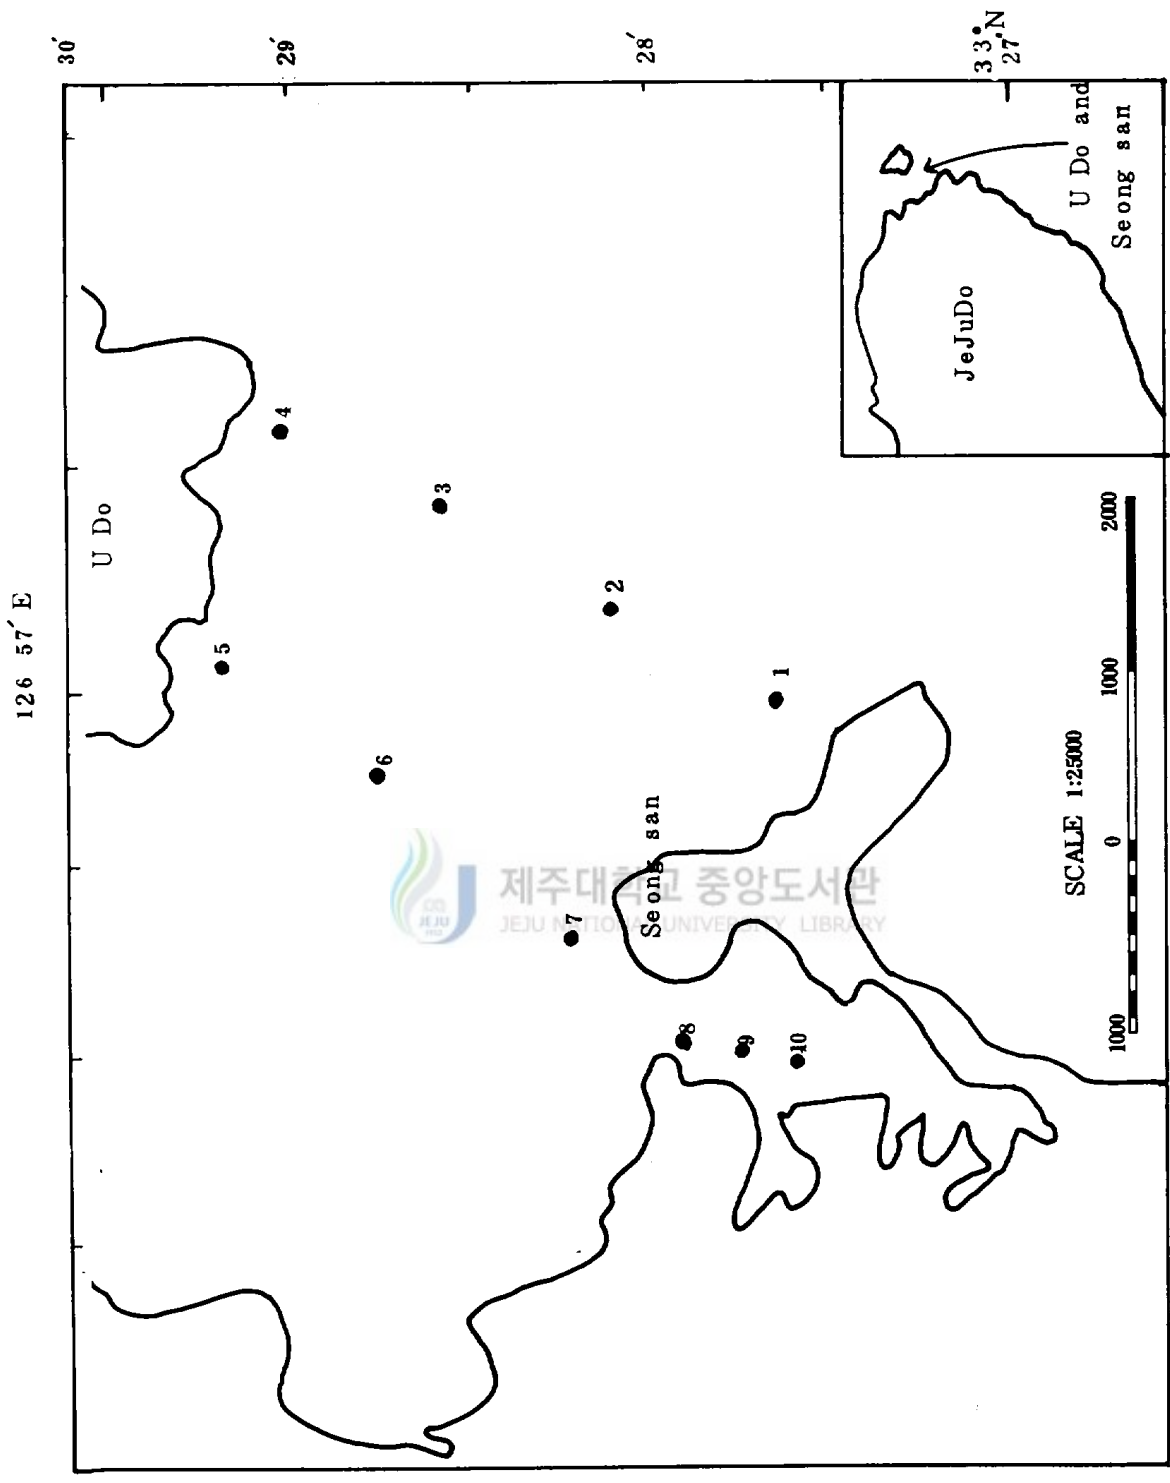 126 57´ E
30´
29´
28´
33°N
27´
U Do
4
3
5
2
6
1
7
8
9
10
Seong san
JeJuDo
U Do and
Seong san
SCALE 1:25000
1000 0 1000 2000
제주대학교 중앙도서관
JEJU NATIONAL UNIVERSITY LIBRARY
JEJU
1952